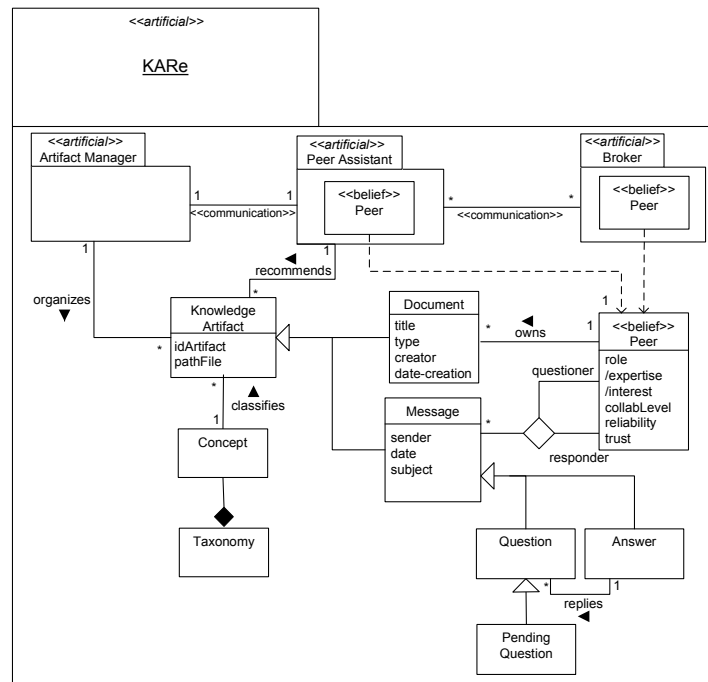 <<artificial>>
KARe
<<artificial>>
Artifact Manager
<<artificial>>
Peer Assistant
<<artificial>>
Broker
<<belief>>
Peer
<<belief>>
Peer
1
1
<<communication>>
*
*
<<communication>>
1
organizes
*
1
recommends
*
Knowledge
Artifact
idArtifact
pathFile
Document
title
type
creator
date-creation
*
owns
1
1
<<belief>>
Peer
role
/expertise
/interest
collabLevel
reliability
trust
questioner
*
responder
*
classifies
1
Message
sender
date
subject
Concept
Taxonomy
Question
Answer
*
1
replies
Pending
Question